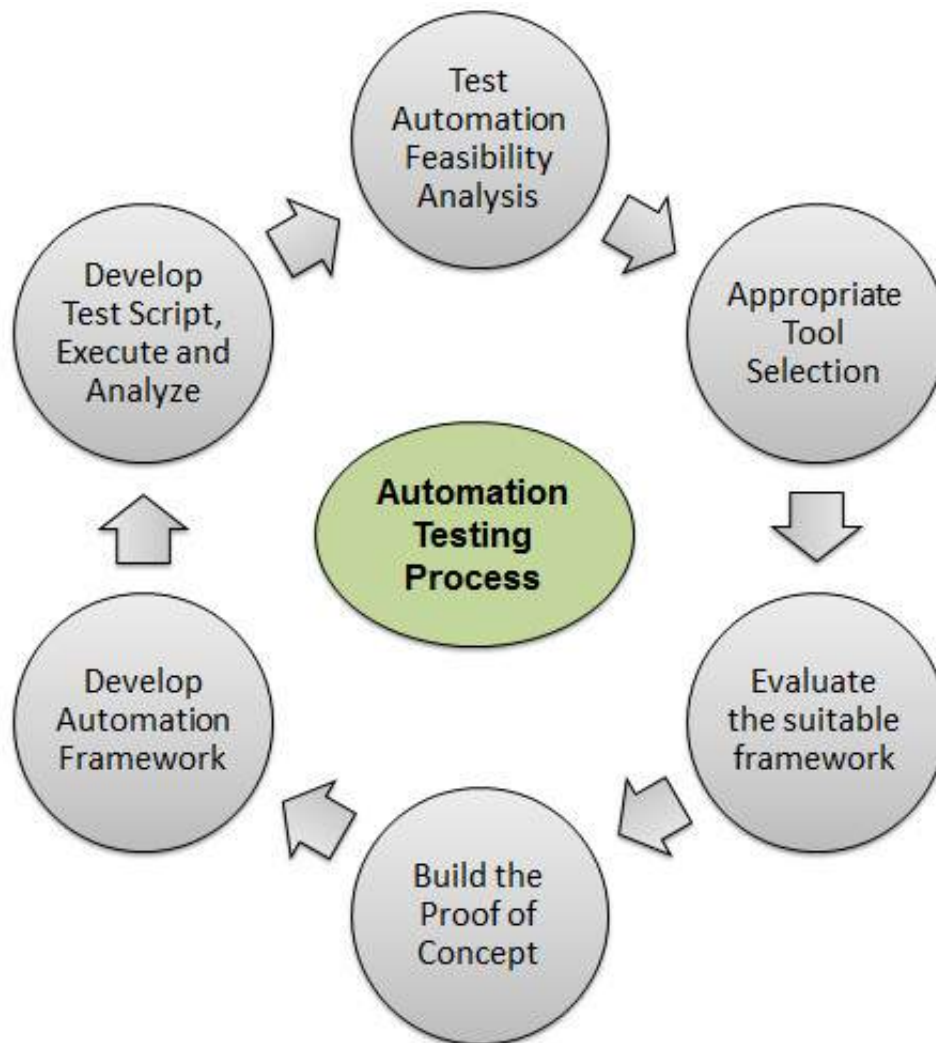 Test
Automation
Feasibility
Analysis
Appropriate
Tool
Selection
Evaluate
the suitable
framework
Build the
Proof of
Concept
Develop
Automation
Framework
Develop
Test Script,
Execute and
Analyze
Automation
Testing
Process